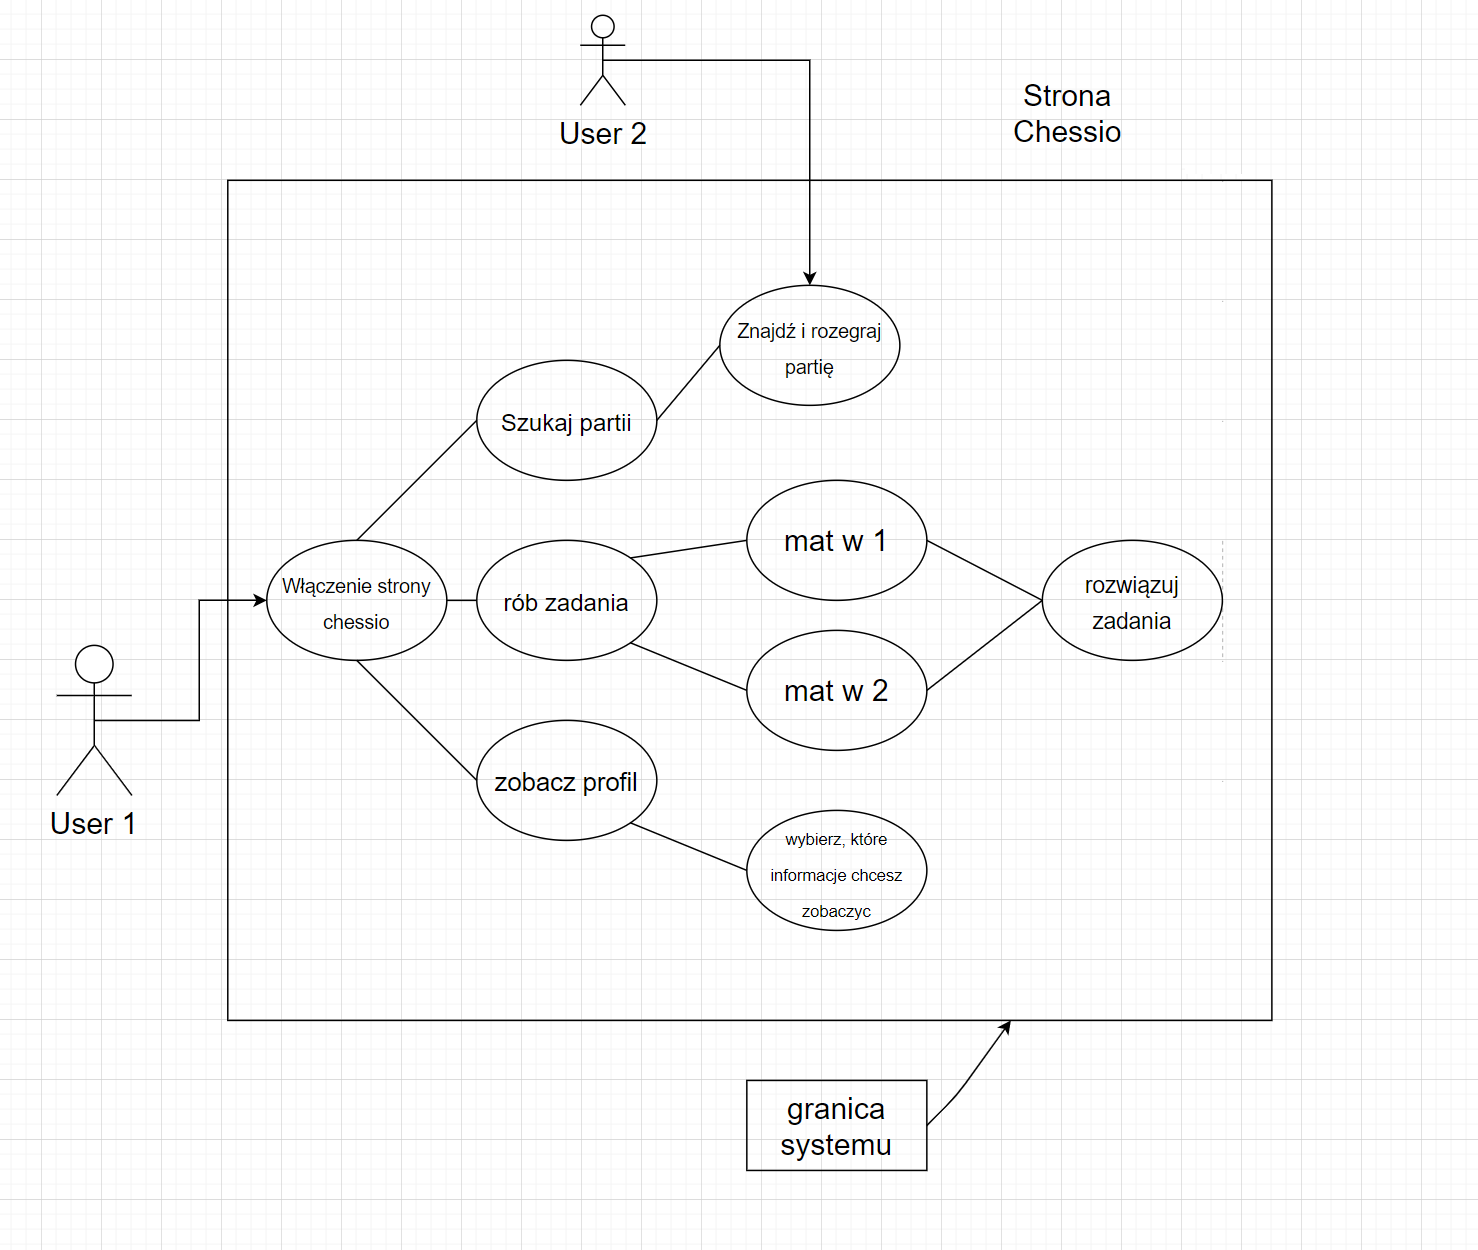 User 2
Strona
Chessio
Znajdź i rozegraj
partię
Szukaj partii
mat w 1
Włączenie strony
chessio
rób zadania
rozwiązuj
zadania
mat w 2
zobacz profil
User 1
wybierz, które
informacje chcesz
zobaczyc
granica
systemu